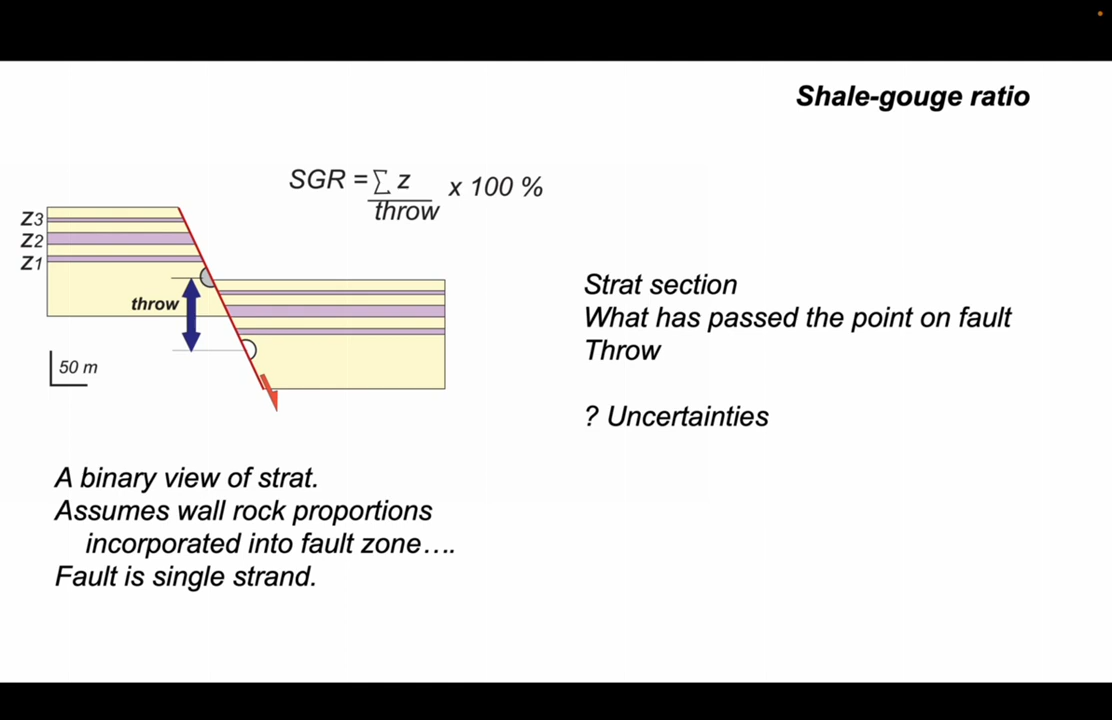 Shale-gouge ratio
SGR = ∑ z x 100 %
throw
Z3
Z2
Z1
throw
50 m
Strat section
What has passed the point on fault
Throw
? Uncertainties
A binary view of strat.
Assumes wall rock proportions
incorporated into fault zone….
Fault is single strand.